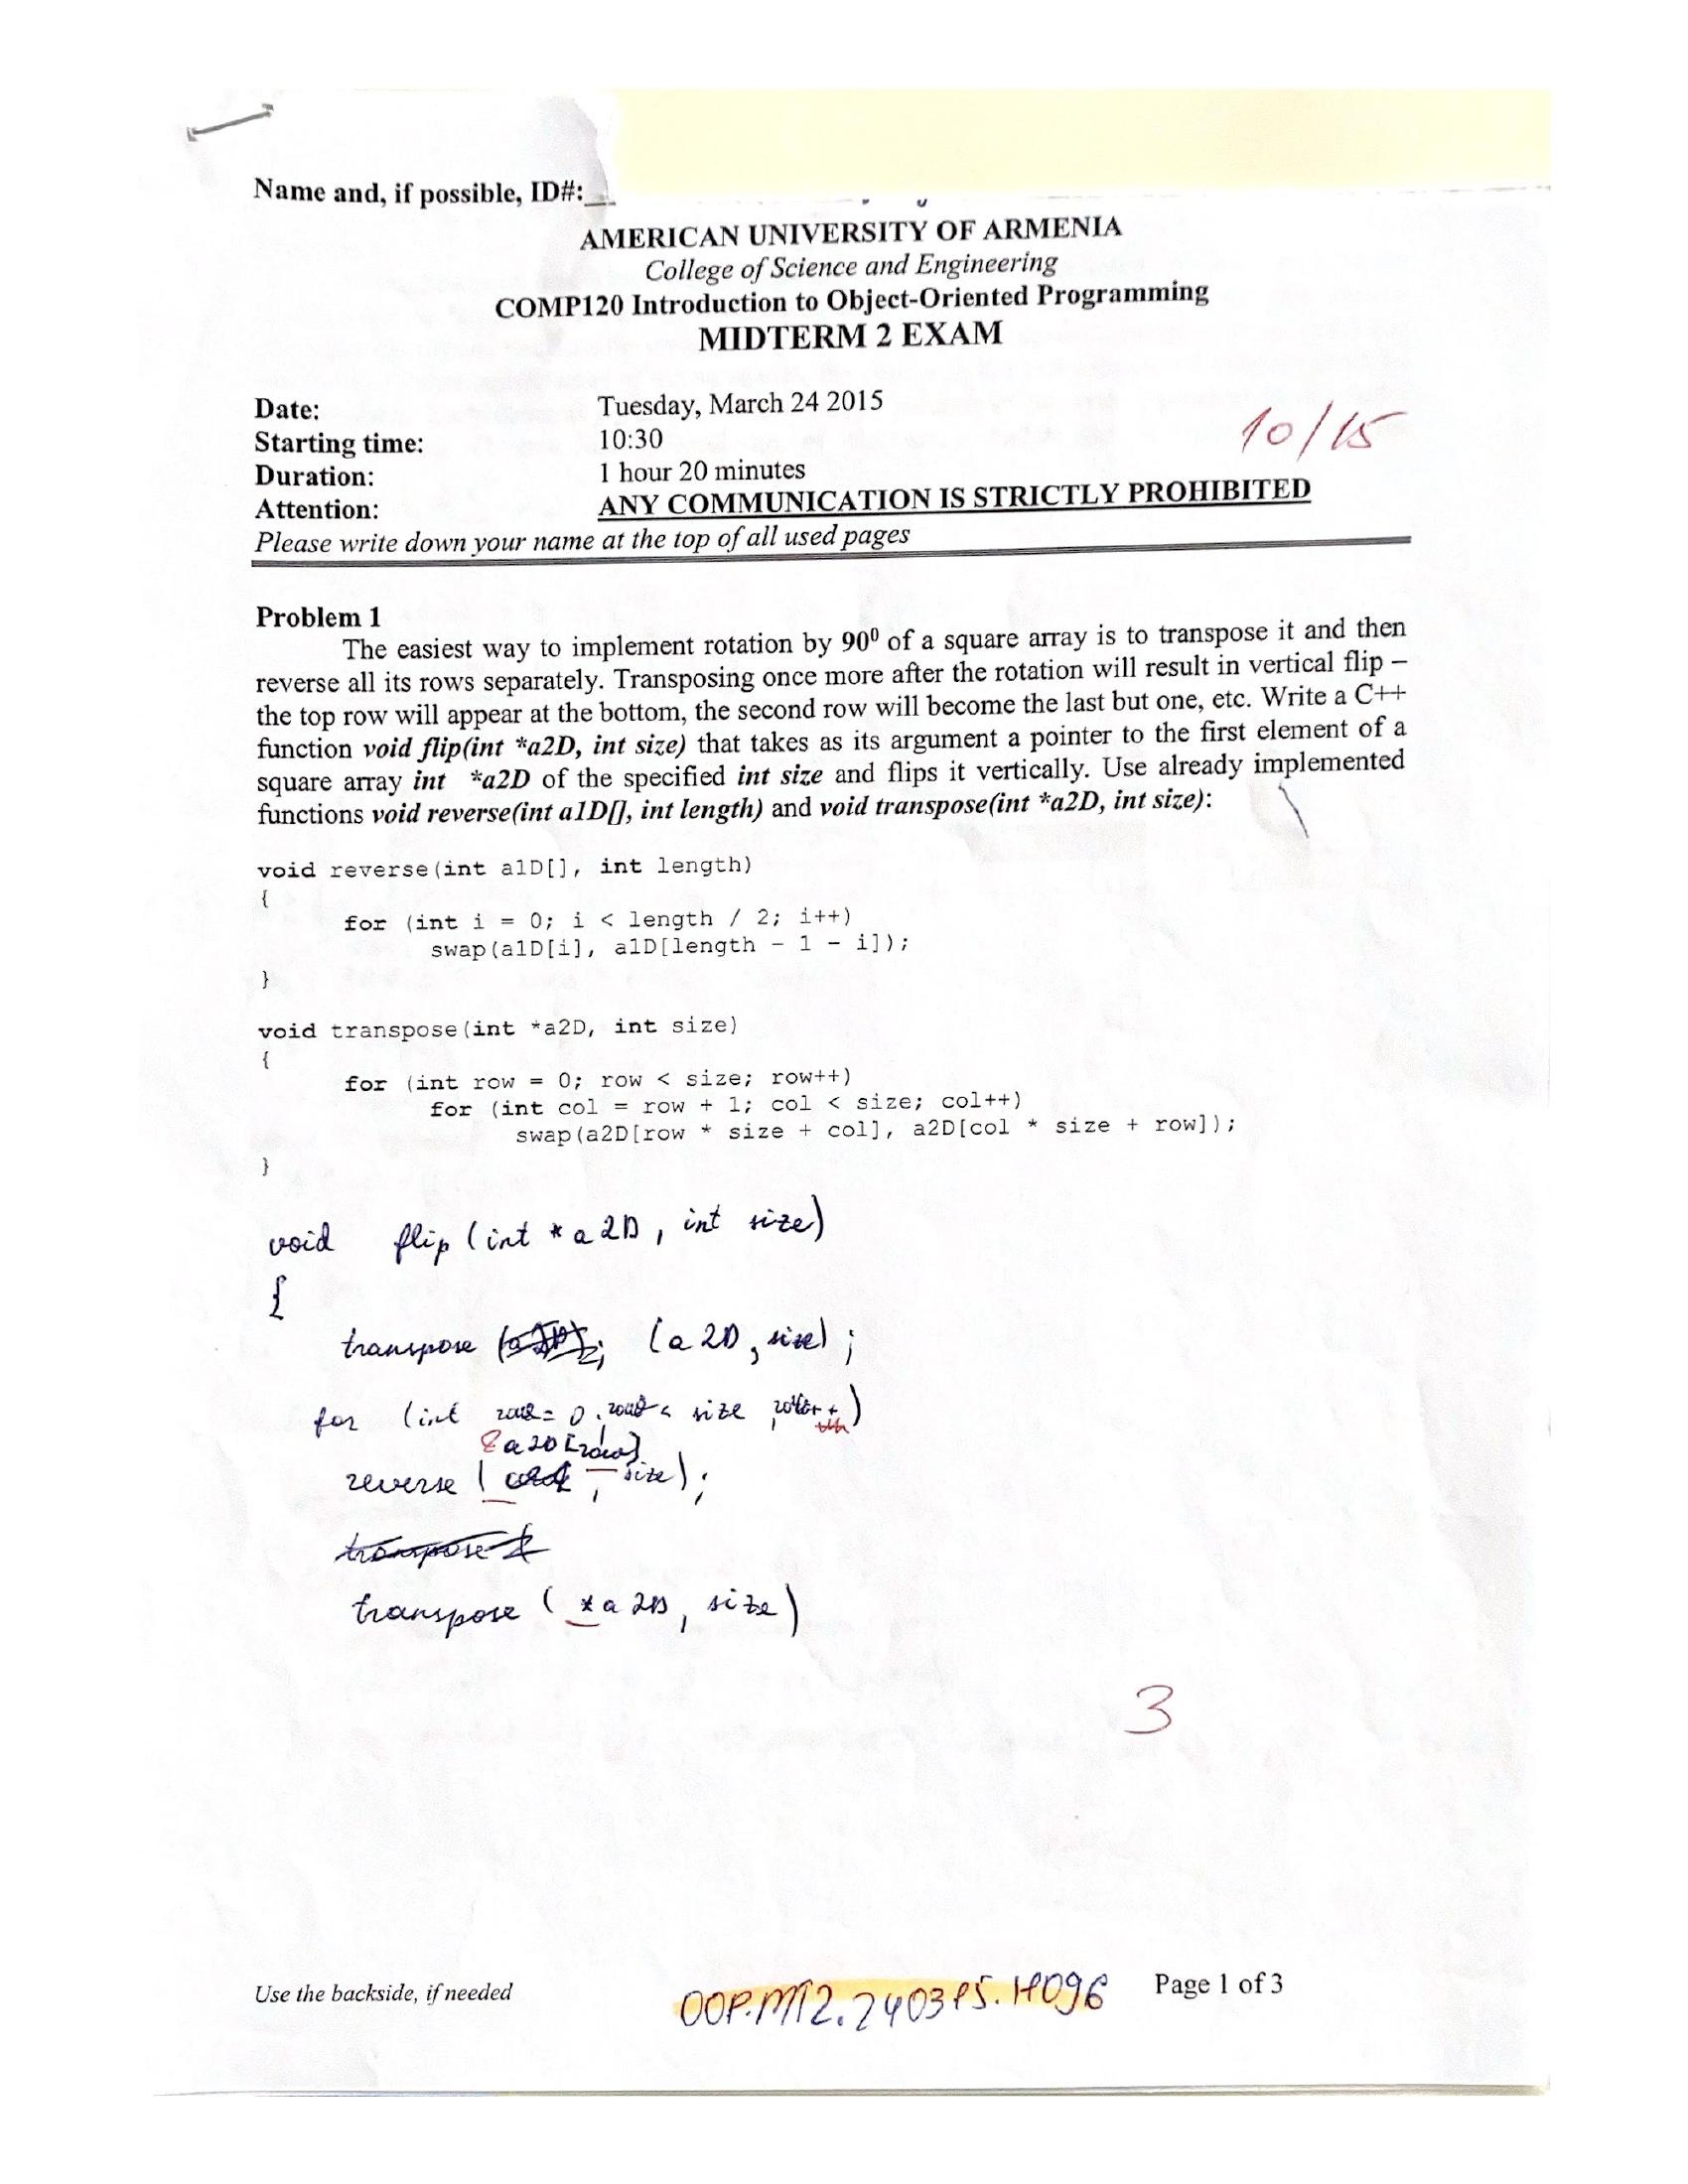 Name and, if possible, ID#:
AMERICAN UNIVERSITY OF ARMENIA
College of Science and Engineering
COMP120 Introduction to Object-Oriented Programming
MIDTERM 2 EXAM
Date: Tuesday, March 24 2015
10/15
Starting time: 10:30
Duration: 1 hour 20 minutes
Attention: ANY COMMUNICATION IS STRICTLY PROHIBITED
Please write down your name at the top of all used pages
Problem 1
The easiest way to implement rotation by 90⁰ of a square array is to transpose it and then
reverse all its rows separately. Transposing once more after the rotation will result in vertical flip –
the top row will appear at the bottom, the second row will become the last but one, etc. Write a C++
function void flip(int *a2D, int size) that takes as its argument a pointer to the first element of a
square array int *a2D of the specified int size and flips it vertically. Use already implemented
functions void reverse(int a1D[], int length) and void transpose(int *a2D, int size):
void reverse(int a1D[], int length)
{
for (int i = 0; i < length / 2; i++)
swap(a1D[i], a1D[length - 1 - i]);
}
void transpose(int *a2D, int size)
{
for (int row = 0; row < size; row++)
for (int col = row + 1; col < size; col++)
swap(a2D[row * size + col], a2D[col * size + row]);
}
void flip (int * a2D, int size)
{
transpose (a2D, size);
for (int = 0; < size ;
&a2D[row]
reverse ( , size);
transpose
transpose ( *a2D, size)
3
Use the backside, if needed
OOP.MT2.240315.H096
Page 1 of 3